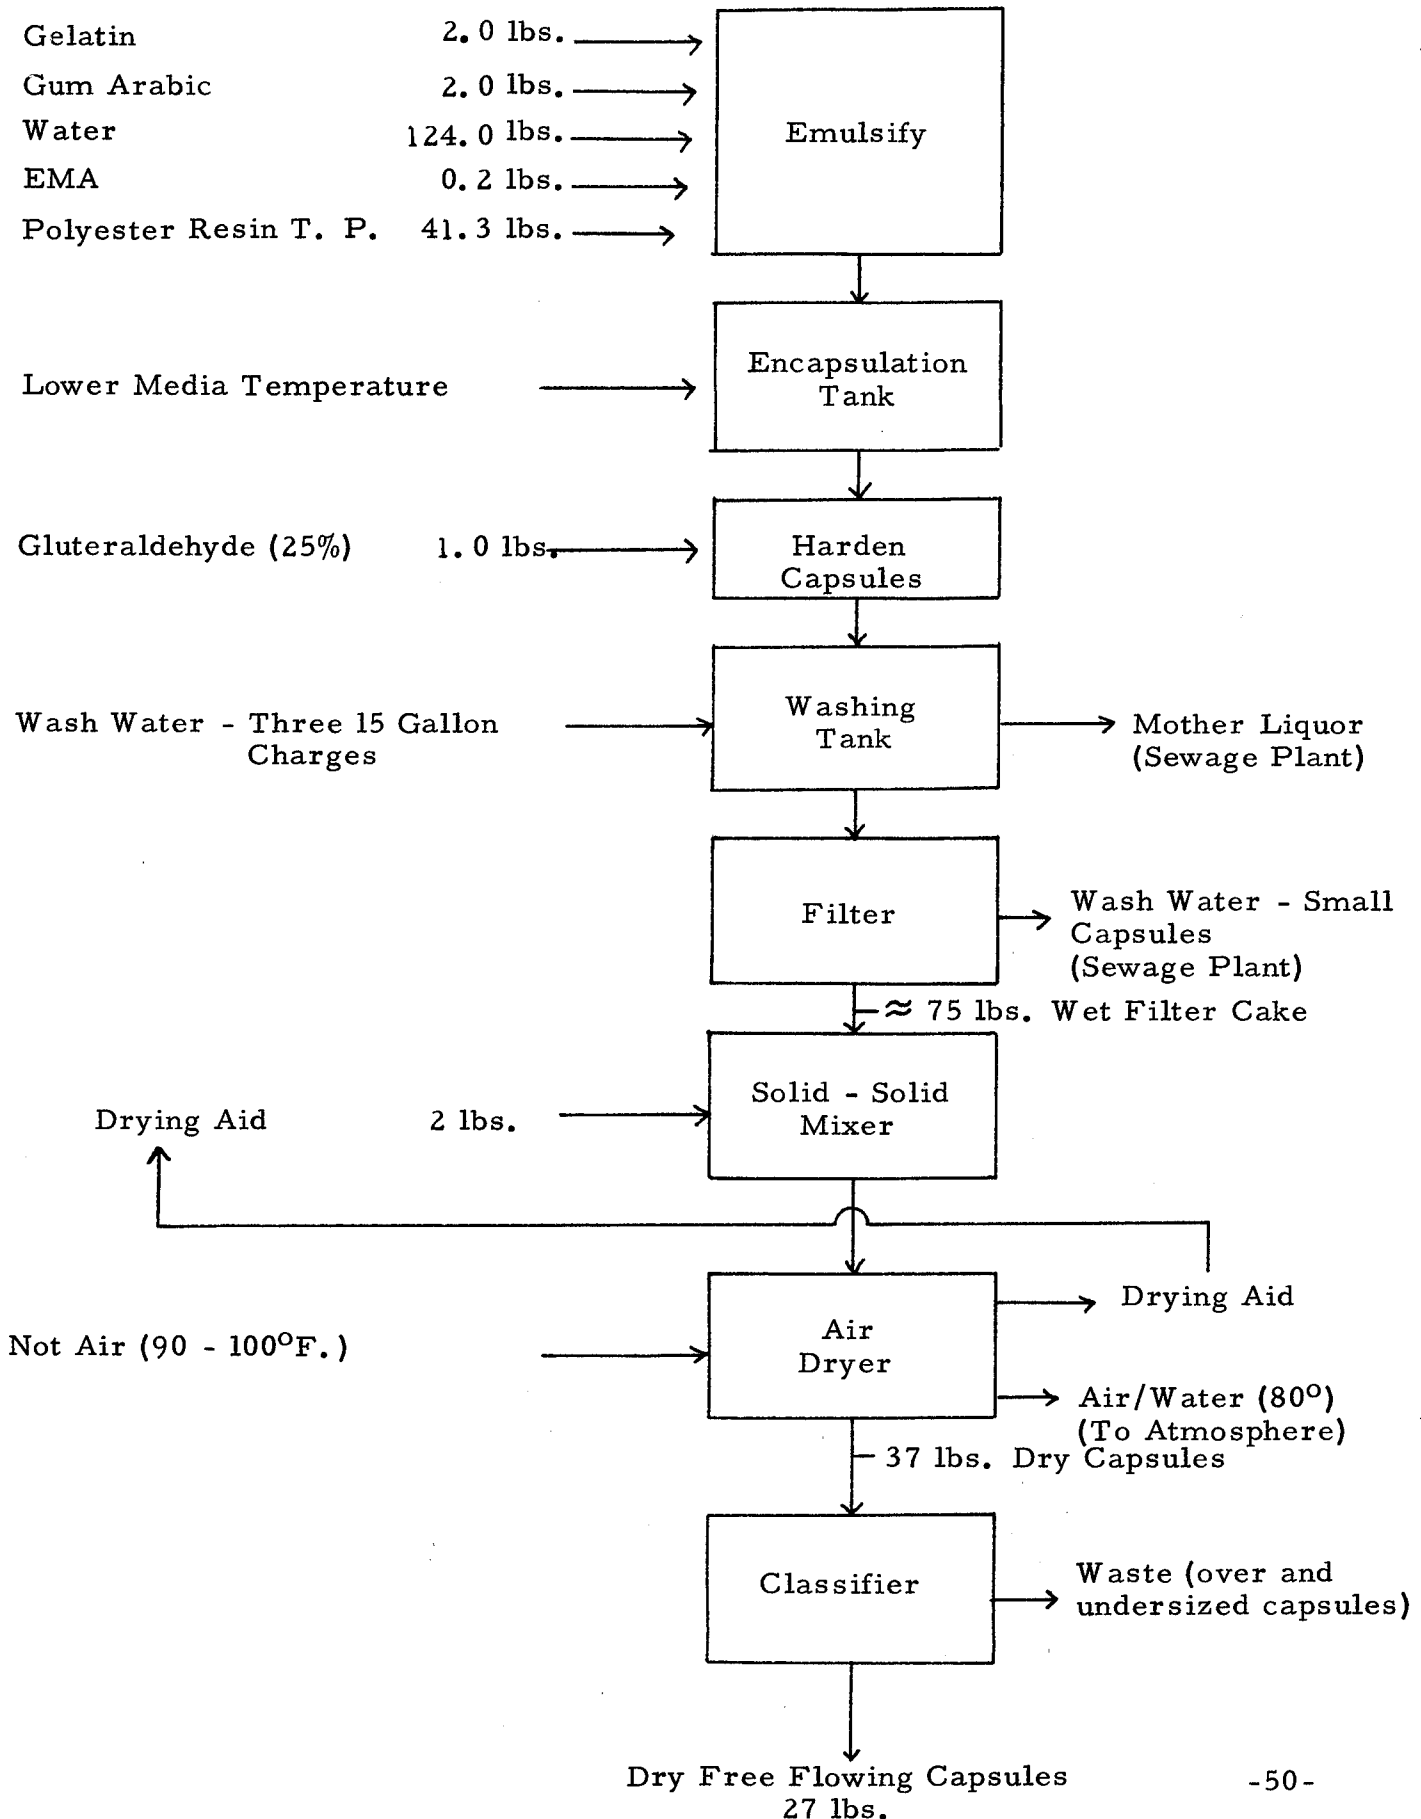 Gelatin 2.0 lbs.
Gum Arabic 2.0 lbs.
Water 124.0 lbs.
EMA 0.2 lbs.
Polyester Resin T. P. 41.3 lbs.
Emulsify
Lower Media Temperature
Encapsulation
Tank
Gluteraldehyde (25%) 1.0 lbs.
Harden
Capsules
Wash Water - Three 15 Gallon
Charges
Washing
Tank
Mother Liquor
(Sewage Plant)
Filter
Wash Water - Small
Capsules
(Sewage Plant)
≈ 75 lbs. Wet Filter Cake
Drying Aid 2 lbs.
Solid - Solid
Mixer
Drying Aid
Not Air (90 - 100°F.)
Air
Dryer
Air/Water (80°)
(To Atmosphere)
37 lbs. Dry Capsules
Classifier
Waste (over and
undersized capsules)
Dry Free Flowing Capsules
27 lbs.
-50-